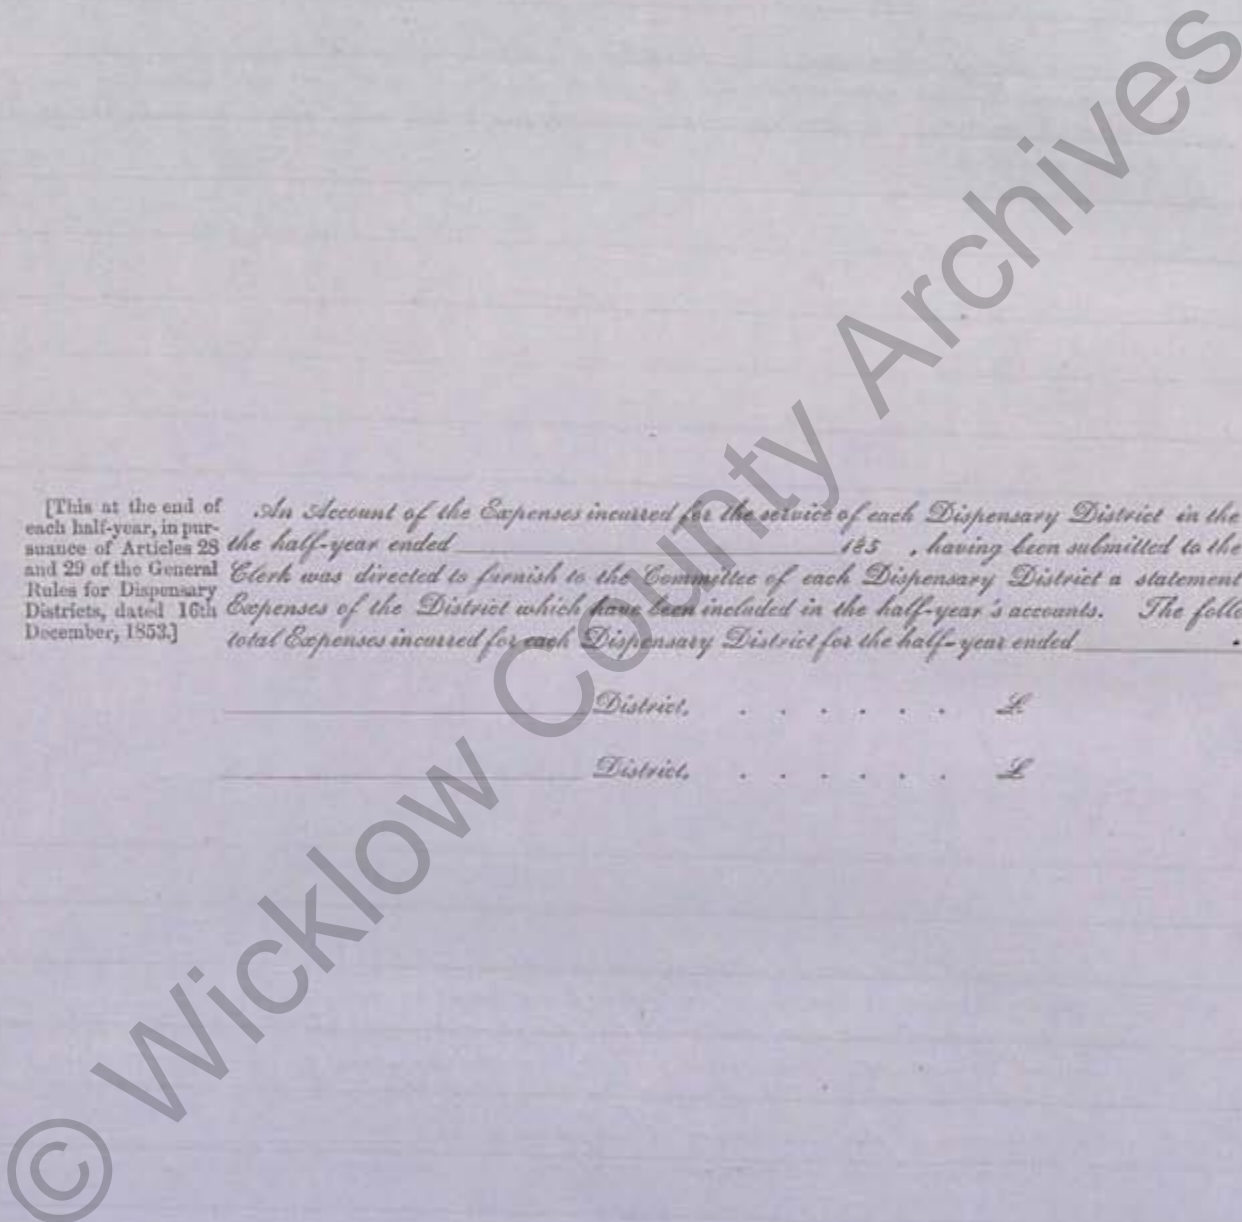 [This at the end of
each half-year, in pur-
suance of Articles 28
and 29 of the General
Rules for Dispensary
Districts, dated 16th
December, 1853.]
An Account of the Expenses incurred for the service of each Dispensary District in the
the half-year ended 185 , having been submitted to the
Clerk was directed to furnish to the Committee of each Dispensary District a statement
Expenses of the District which have been included in the half-year's accounts. The follo
total Expenses incurred for each Dispensary District for the half-year ended
District, . . . . . . £
District, . . . . . . £
© Wicklow County Archives